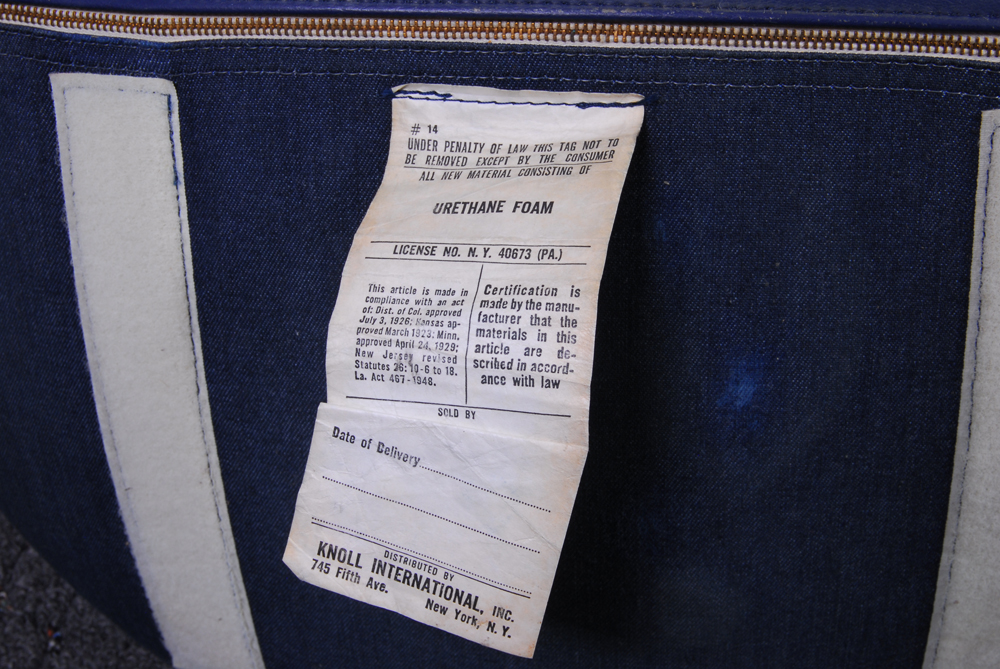 # 14
UNDER PENALTY OF LAW THIS TAG NOT TO
BE REMOVED EXCEPT BY THE CONSUMER
ALL NEW MATERIAL CONSISTING OF
URETHANE FOAM
LICENSE NO. N. Y. 40673 (PA.)
This article is made in
compliance with an act
of: Dist. of Col. approved
July 3, 1926; Kansas ap-
proved March 1923; Minn.
approved April 24, 1929;
New Jersey revised
Statutes 26:10-6 to 18.
La. Act 467-1948.
Certification is
made by the manu-
facturer that the
materials in this
article are de-
scribed in accord-
ance with law
SOLD BY
Date of Delivery
DISTRIBUTED BY
KNOLL INTERNATIONAL, INC.
745 Fifth Ave.
New York, N. Y.